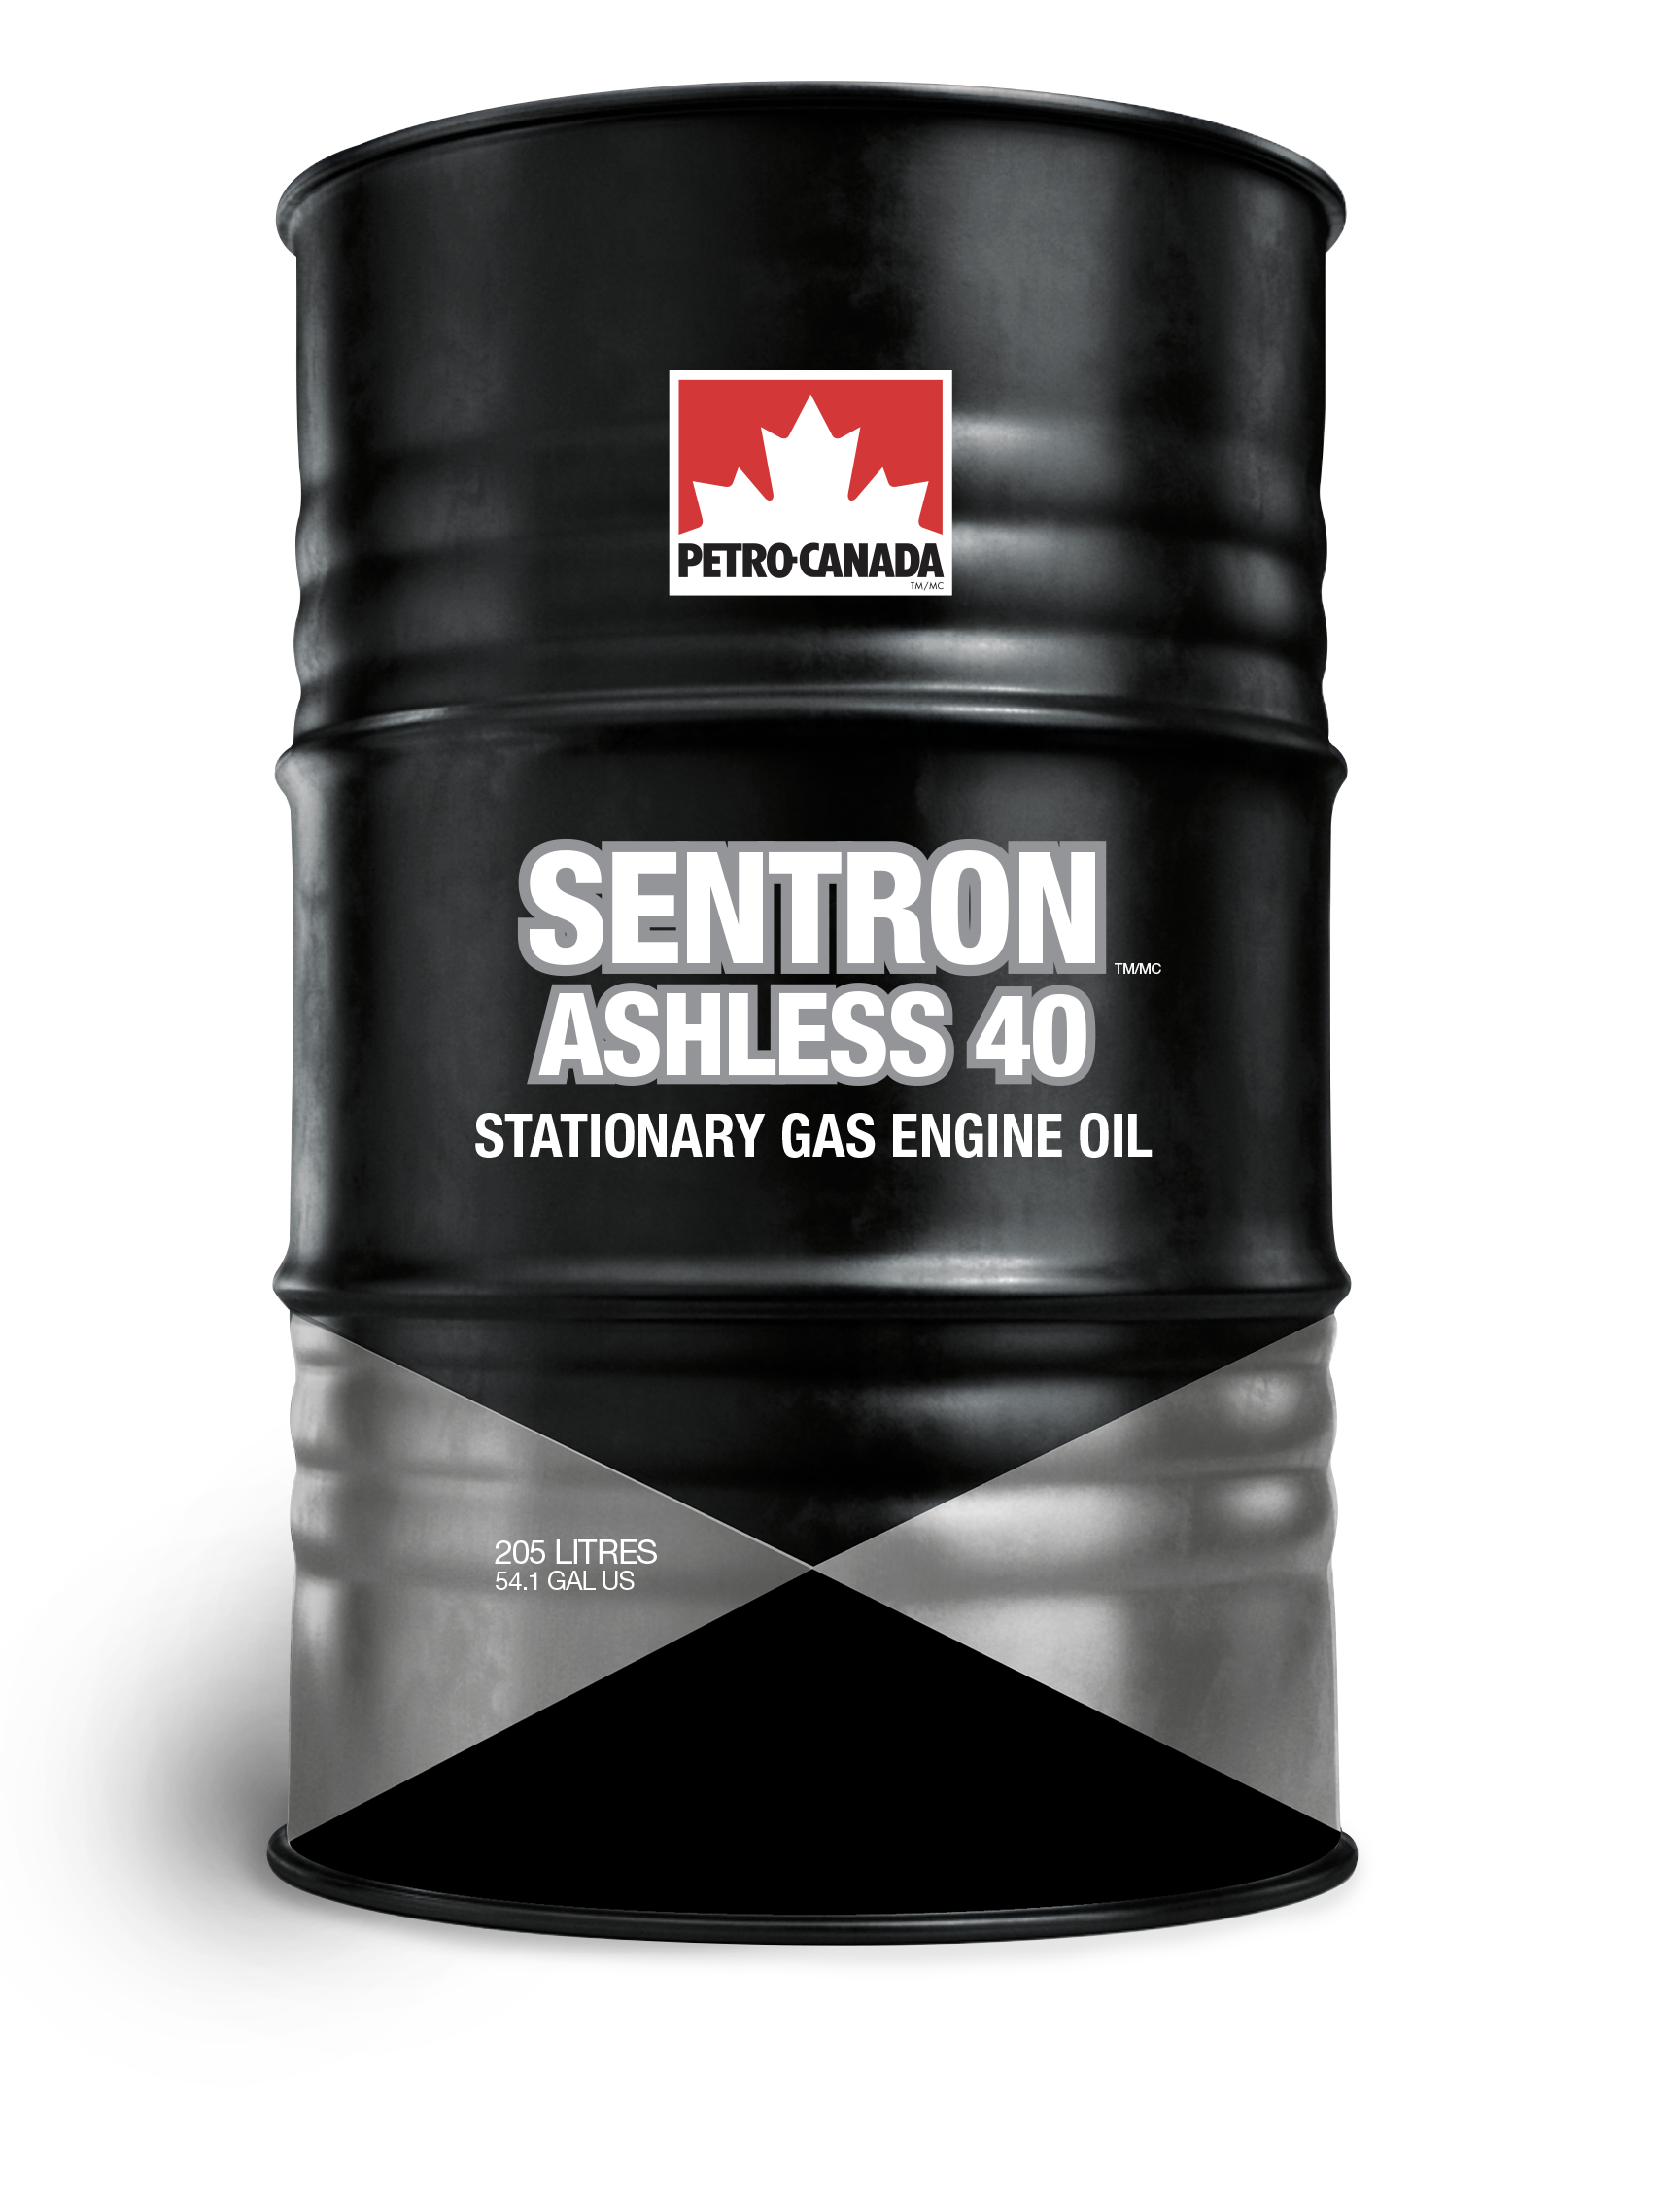 PETRO-CANADA
TM/MC
SENTRON
TM/MC
ASHLESS 40
STATIONARY GAS ENGINE OIL
205 LITRES
54.1 GAL US